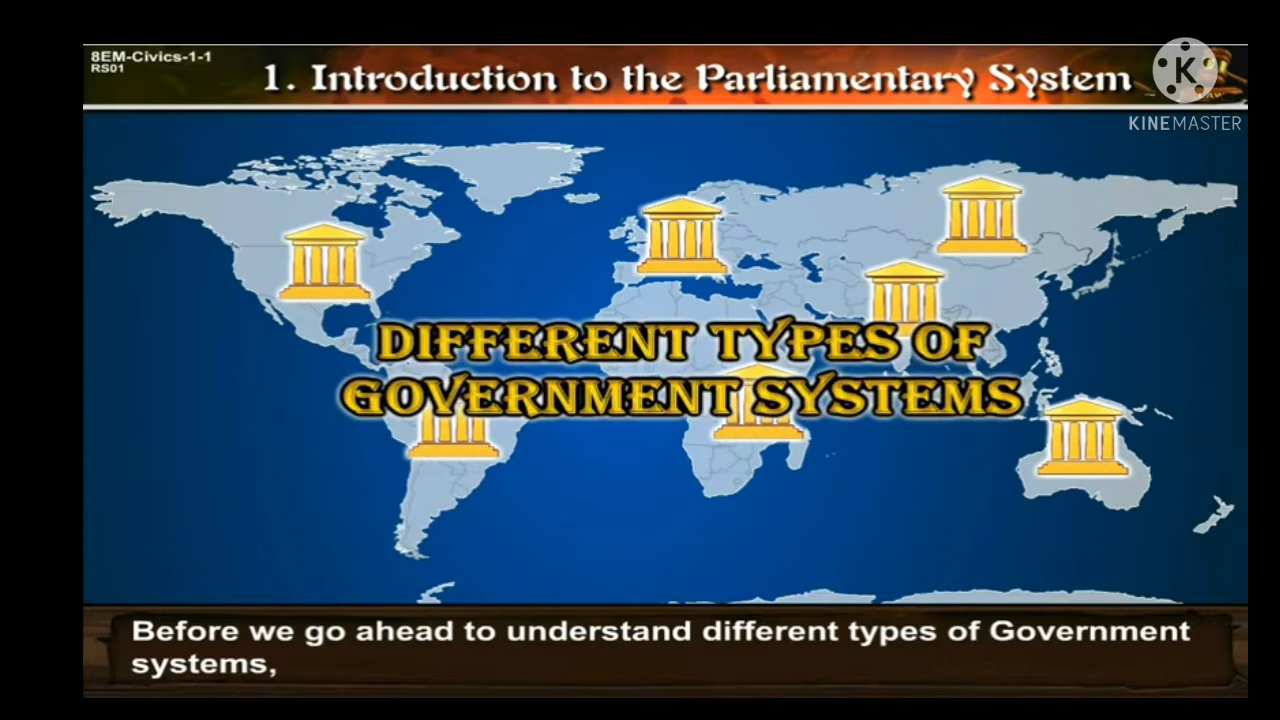 8EM-Civics-1-1
RS01
1. Introduction to the Parliamentary System
KINEMASTER
DIFFERENT TYPES OF
GOVERNMENT SYSTEMS
Before we go ahead to understand different types of Government
systems,